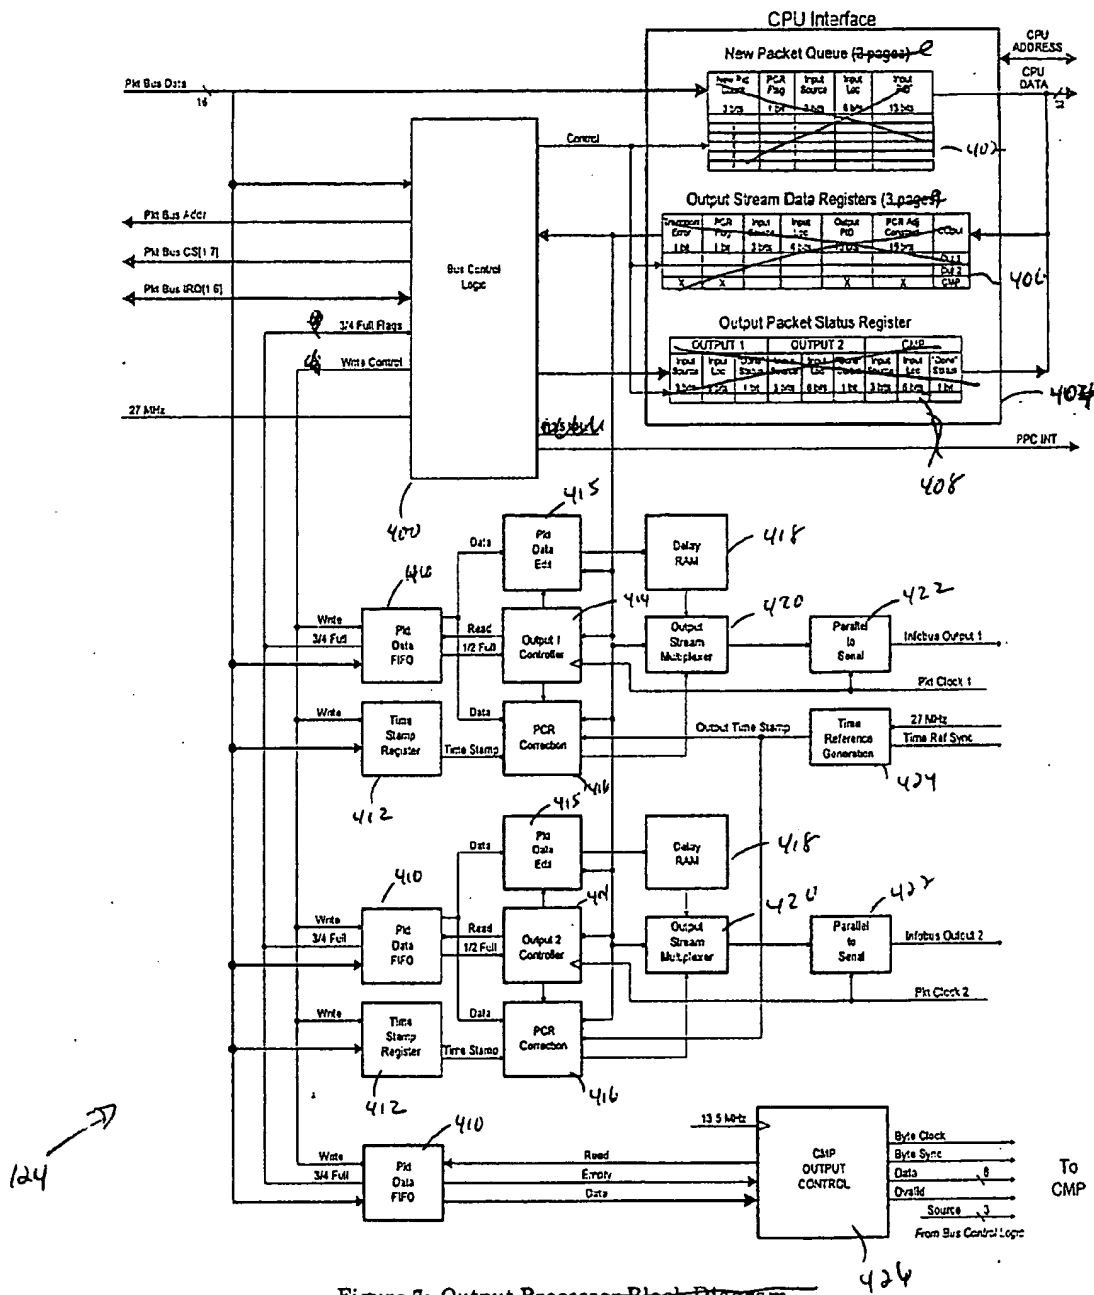 CPU Interface
New Packet Queue (3 pages)
CPU
ADDRESS
CPU
DATA
Pkt Bus Data
16
PCR
Flag
Input
Source
Input
Loc
Input
1 bit
6 bits
13 bits
402
Control
Output Stream Data Registers (3 pages)
Error
PCR
Flag
Input
Source
Input
Loc
Output
PID
PCR Adj
Constant
Output
1 bit
1 bit
3 bits
6 bits
Out 1
Out 2
X
X
X
X
CMP
406
Pkt Bus Addr
Pkt Bus CS[1 7]
Pkt Bus IRQ[1 6]
Bus Control
Logic
3/4 Full Flags
Write Control
27 MHz
Output Packet Status Register
OUTPUT 1
OUTPUT 2
CMP
Input
Source
Input
Loc
"Done"
Status
Input
Loc
Input
Source
Input
Loc
"Done"
Status
1 bit
3 bits
6 bits
1 bit
3 bits
6 bits
1 bit
404
PPC INT
408
400
415
Pkt
Data
Edit
Delay
RAM
418
Data
410
414
420
422
Write
3/4 Full
Pkt
Data
FIFO
Read
1/2 Full
Output 1
Controller
Output
Stream
Multiplexer
Parallel
to
Serial
Infobus Output 1
Pkt Clock 1
Write
Time
Stamp
Register
Data
Time Stamp
PCR
Correction
Output Time Stamp
Time
Reference
Generation
27 MHz
Time Ref Sync
412
416
424
415
Pkt
Data
Edit
Delay
RAM
418
Data
410
420
422
Write
3/4 Full
Pkt
Data
FIFO
Read
1/2 Full
Output 2
Controller
Output
Stream
Multiplexer
Parallel
to
Serial
Infobus Output 2
Pkt Clock 2
Write
Time
Stamp
Register
Data
Time Stamp
PCR
Correction
412
416
124
410
13 5 MHz
Write
3/4 Full
Pkt
Data
FIFO
Read
Empty
Data
CMP
OUTPUT
CONTROL
Byte Clock
Byte Sync
Data
8
Dvalid
Source
3
From Bus Control Logic
To
CMP
426
Figure 7: Output Processor Block Diagram